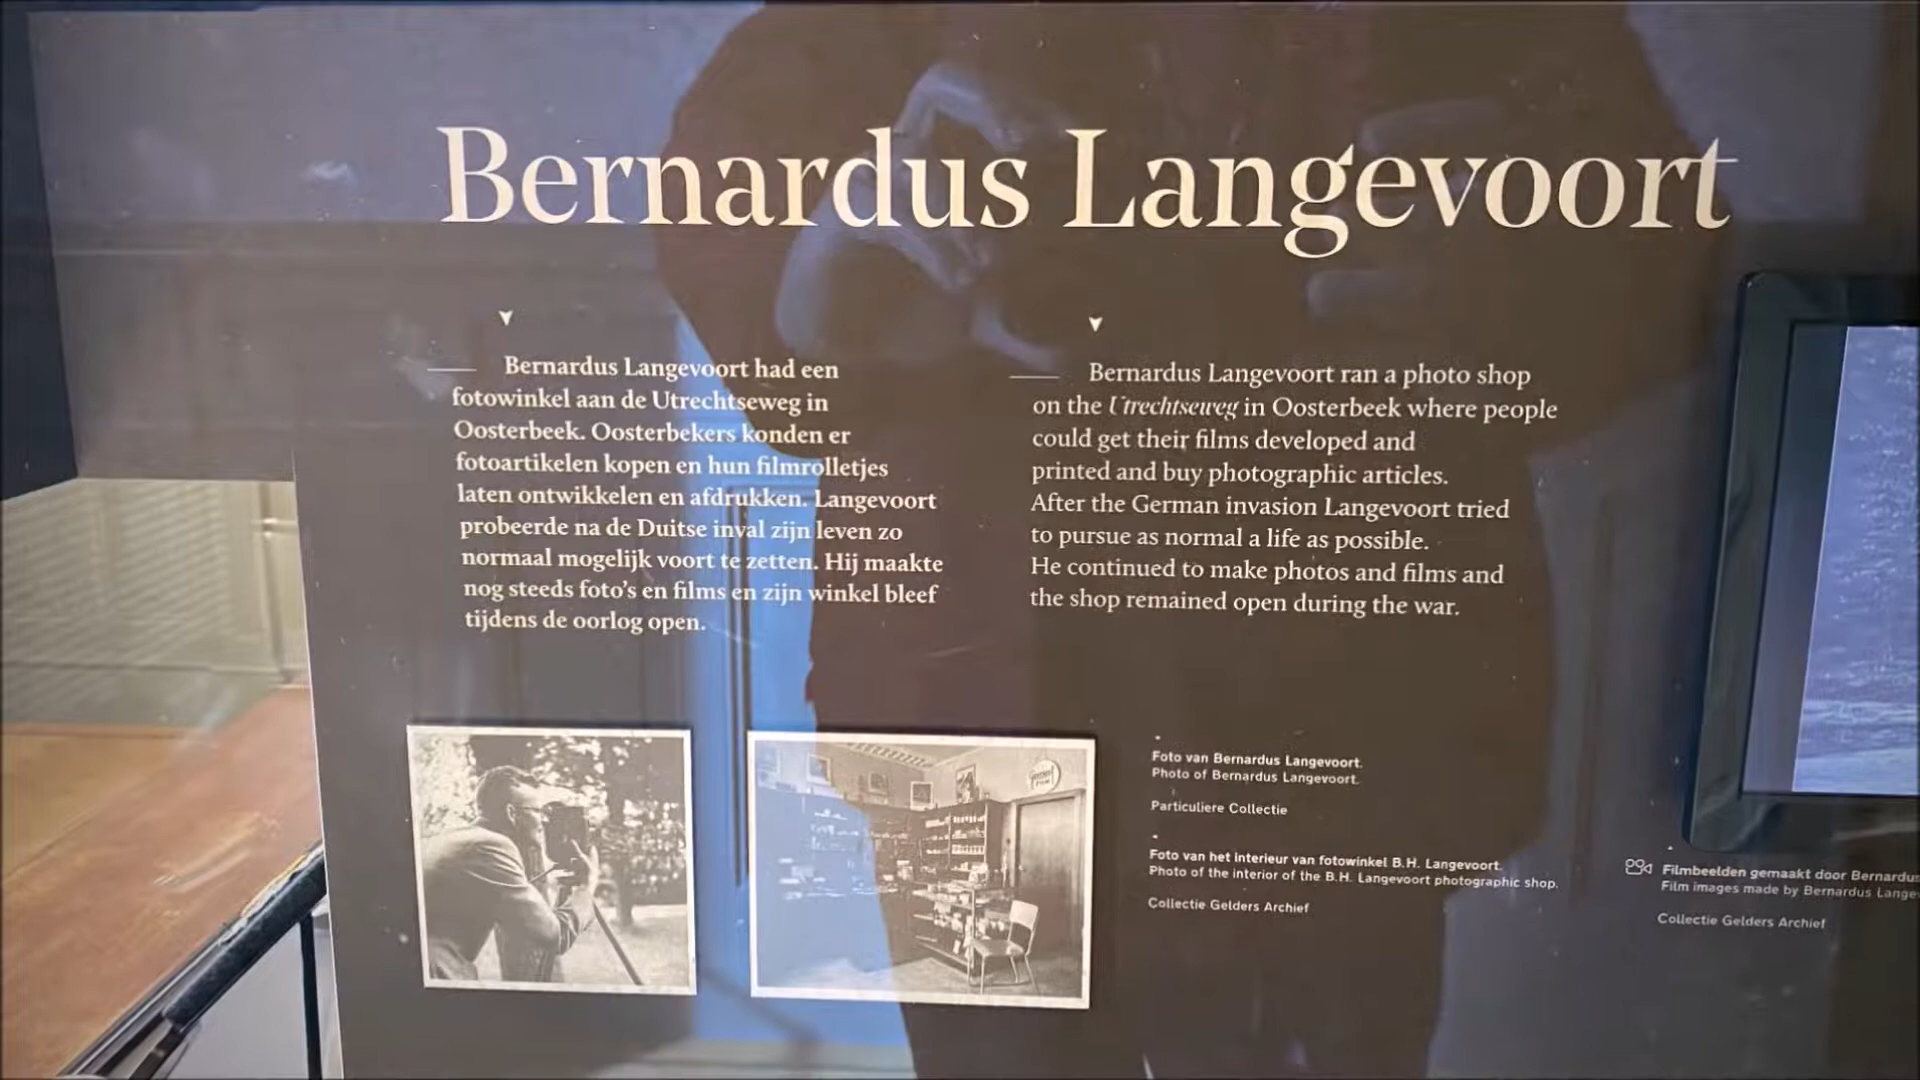 Bernardus Langevoort
Bernardus Langevoort had een
fotowinkel aan de Utrechtseweg in
Oosterbeek. Oosterbekers konden er
fotoartikelen kopen en hun filmrolletjes
laten ontwikkelen en afdrukken. Langevoort
probeerde na de Duitse inval zijn leven zo
normaal mogelijk voort te zetten. Hij maakte
nog steeds foto's en films en zijn winkel bleef
tijdens de oorlog open.
Bernardus Langevoort ran a photo shop
on the Utrechtseweg in Oosterbeek where people
could get their films developed and
printed and buy photographic articles.
After the German invasion Langevoort tried
to pursue as normal a life as possible.
He continued to make photos and films and
the shop remained open during the war.
Foto van Bernardus Langevoort.
Photo of Bernardus Langevoort.
Particuliere Collectie
Foto van het interieur van fotowinkel B.H. Langevoort.
Photo of the interior of the B.H. Langevoort photographic shop.
Collectie Gelders Archief
Filmbeelden gemaakt door Bernardus
Film images made by Bernardus Lange
Collectie Gelders Archief